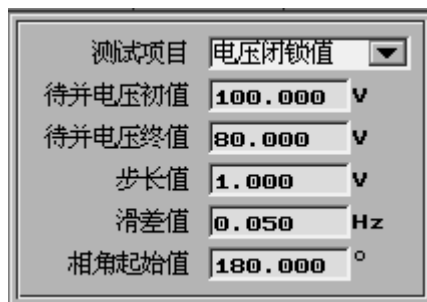 测试项目 电压闭锁值
待并电压初值 100.000 V
待并电压终值 80.000 V
步长值 1.000 V
滑差值 0.050 Hz
相角起始值 180.000 °